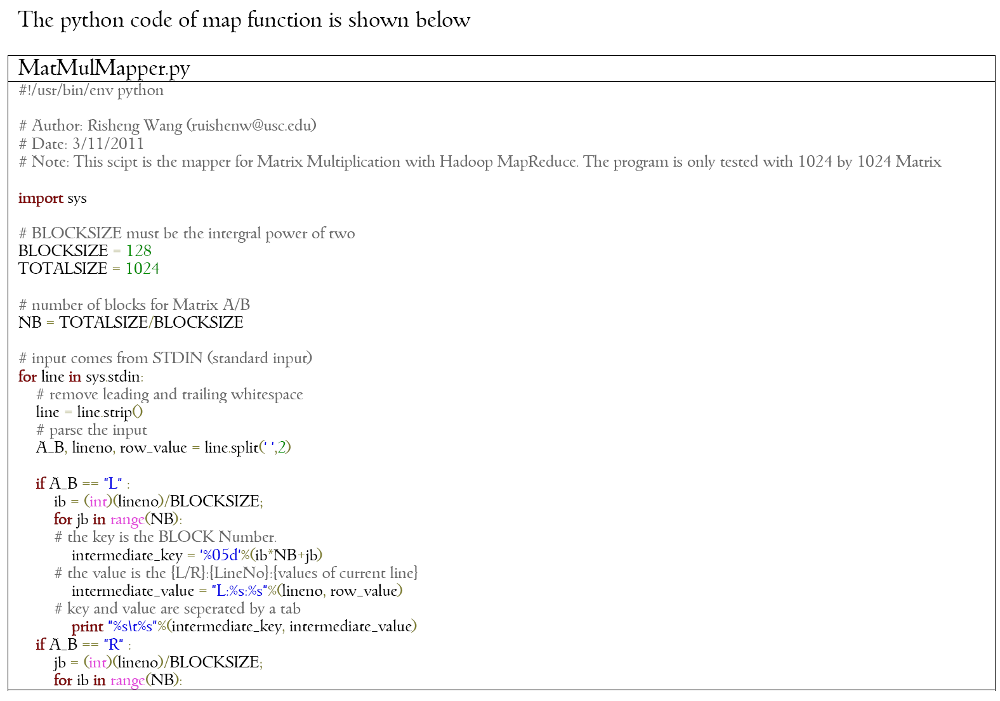 The python code of map function is shown below
MatMulMapper.py
#!/usr/bin/env python
# Author: Risheng Wang (ruishenw@usc.edu)
# Date: 3/11/2011
# Note: This scipt is the mapper for Matrix Multiplication with Hadoop MapReduce. The program is only tested with 1024 by 1024 Matrix
import sys
# BLOCKSIZE must be the intergral power of two
BLOCKSIZE = 128
TOTALSIZE = 1024
# number of blocks for Matrix A/B
NB = TOTALSIZE/BLOCKSIZE
# input comes from STDIN (standard input)
for line in sys.stdin:
# remove leading and trailing whitespace
line = line.strip()
# parse the input
A_B, lineno, row_value = line.split(' ',2)
if A_B == "L" :
ib = (int)(lineno)/BLOCKSIZE;
for jb in range(NB):
# the key is the BLOCK Number.
intermediate_key = '%05d'%(ib*NB+jb)
# the value is the {L/R}:{LineNo}:{values of current line}
intermediate_value = "L:%s:%s"%(lineno, row_value)
# key and value are seperated by a tab
print "%s\t%s"%(intermediate_key, intermediate_value)
if A_B == "R" :
jb = (int)(lineno)/BLOCKSIZE;
for ib in range(NB):